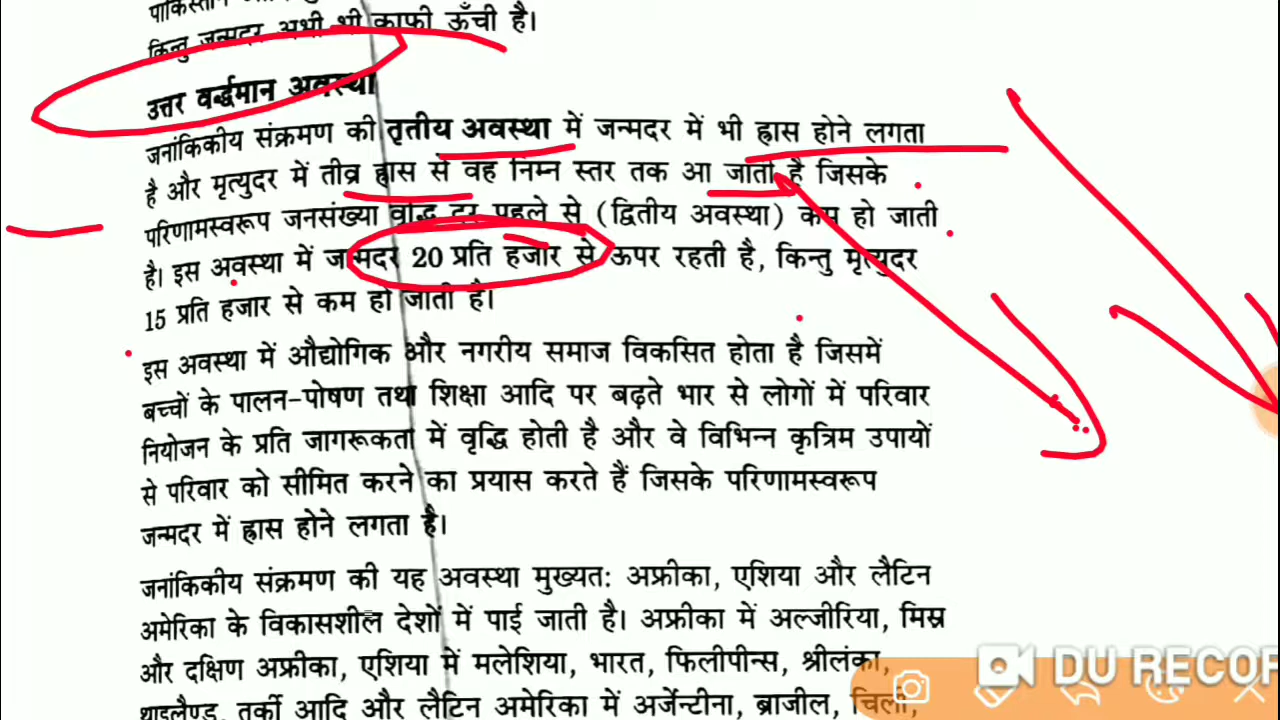 पाकिस्तान
किन्तु जन्मदर अभी भी काफी ऊँची है।
उत्तर वर्द्धमान अवस्था
जनांकिकीय संक्रमण की तृतीय अवस्था में जन्मदर में भी ह्रास होने लगता
है और मृत्युदर में तीव्र ह्रास से वह निम्न स्तर तक आ जाती है जिसके
परिणामस्वरूप जनसंख्या वृद्धि दर पहले से (द्वितीय अवस्था) कम हो जाती
है। इस अवस्था में जन्मदर 20 प्रति हजार से ऊपर रहती है, किन्तु मृत्युदर
15 प्रति हजार से कम हो जाती है।
इस अवस्था में औद्योगिक और नगरीय समाज विकसित होता है जिसमें
बच्चों के पालन-पोषण तथा शिक्षा आदि पर बढ़ते भार से लोगों में परिवार
नियोजन के प्रति जागरूकता में वृद्धि होती है और वे विभिन्न कृत्रिम उपायों
से परिवार को सीमित करने का प्रयास करते हैं जिसके परिणामस्वरूप
जन्मदर में ह्रास होने लगता है।
जनांकिकीय संक्रमण की यह अवस्था मुख्यत: अफ्रीका, एशिया और लैटिन
अमेरिका के विकासशील देशों में पाई जाती है। अफ्रीका में अल्जीरिया, मिस्र
और दक्षिण अफ्रीका, एशिया में मलेशिया, भारत, फिलीपीन्स, श्रीलंका,
थाइलैण्ड, तुर्की आदि और लैटिन अमेरिका में अर्जेन्टीना, ब्राजील, चिली,
DU RECOR